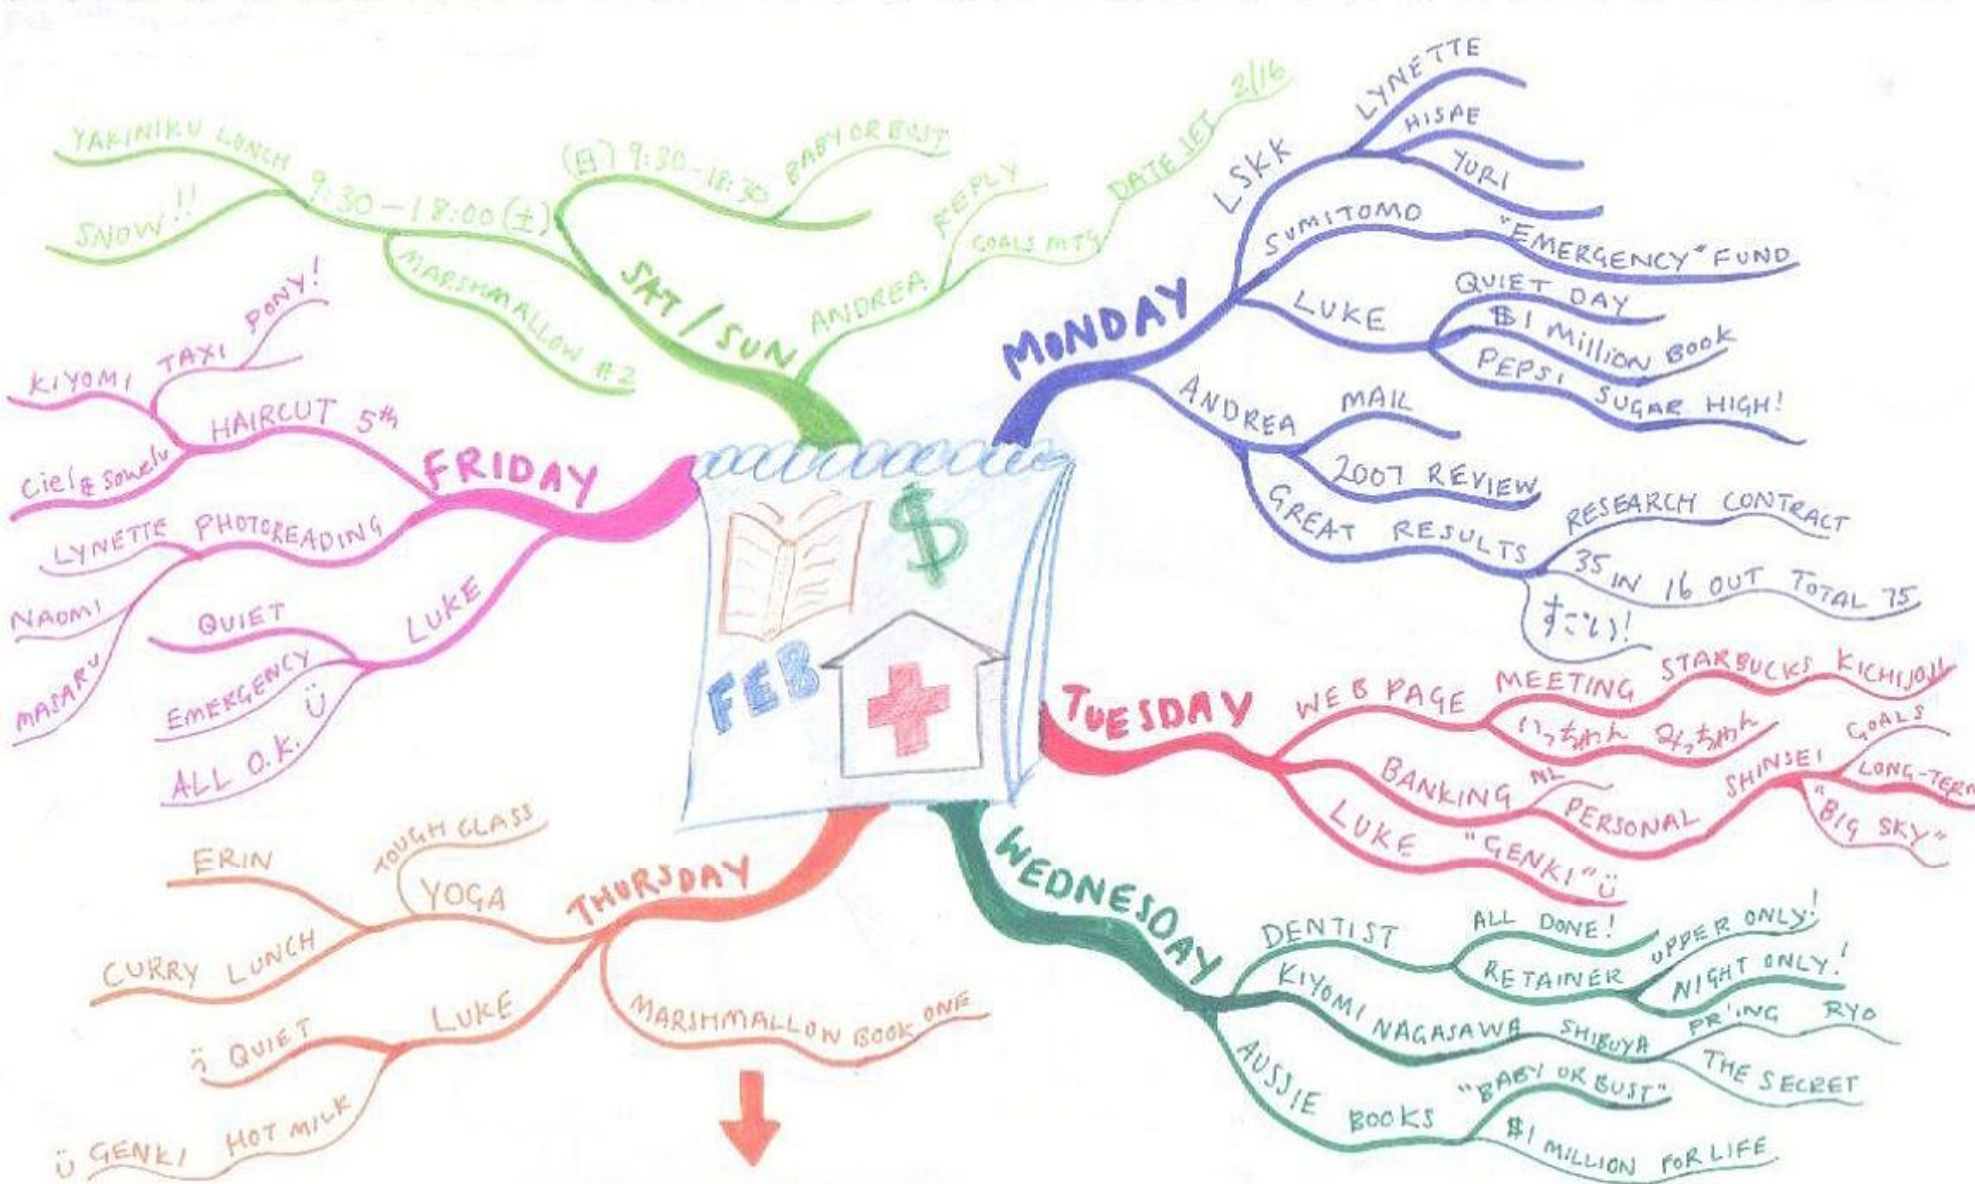 FEB
$
MONDAY
LSKK
LYNETTE
HISAE
YURI
SUMITOMO
"EMERGENCY" FUND
LUKE
QUIET DAY
$1 Million BOOK
PEPSI SUGAR HIGH!
ANDREA
MAIL
2007 REVIEW
GREAT RESULTS
RESEARCH CONTRACT
35 IN 16 OUT TOTAL 75
すごい!
TUESDAY
WEB PAGE
MEETING STARBUCKS KICHIJOJI
BANKING
NL
PERSONAL SHINSEI
GOALS
LONG-TERM
"BIG SKY"
LUKE "GENKI" ü
WEDNESDAY
DENTIST
ALL DONE!
RETAINER
UPPER ONLY!
NIGHT ONLY!
KIYOMI NAGASAWA SHIBUYA
PR'ING RYO
THE SECRET
AUSSIE BOOKS
"BABY OR BUST"
$1 MILLION FOR LIFE
THURSDAY
YOGA
TOUGH CLASS
ERIN
CURRY LUNCH
LUKE
ü QUIET
ü GENKI HOT MILK
MARSHMALLOW BOOK ONE
FRIDAY
HAIRCUT 5th
KIYOMI
TAXI
PONY!
Ciel & Sowelu
PHOTOREADING
LYNETTE
NAOMI
MASARU
LUKE
QUIET
EMERGENCY
ALL O.K. ü
SAT/SUN
9:30-18:00 (土)
YAKINIKU LUNCH
SNOW!!
MARSHMALLOW #2
(日) 9:30-18:30
BABY OR BUST
ANDREA
REPLY
GOALS MTG
DATE SET 2/16